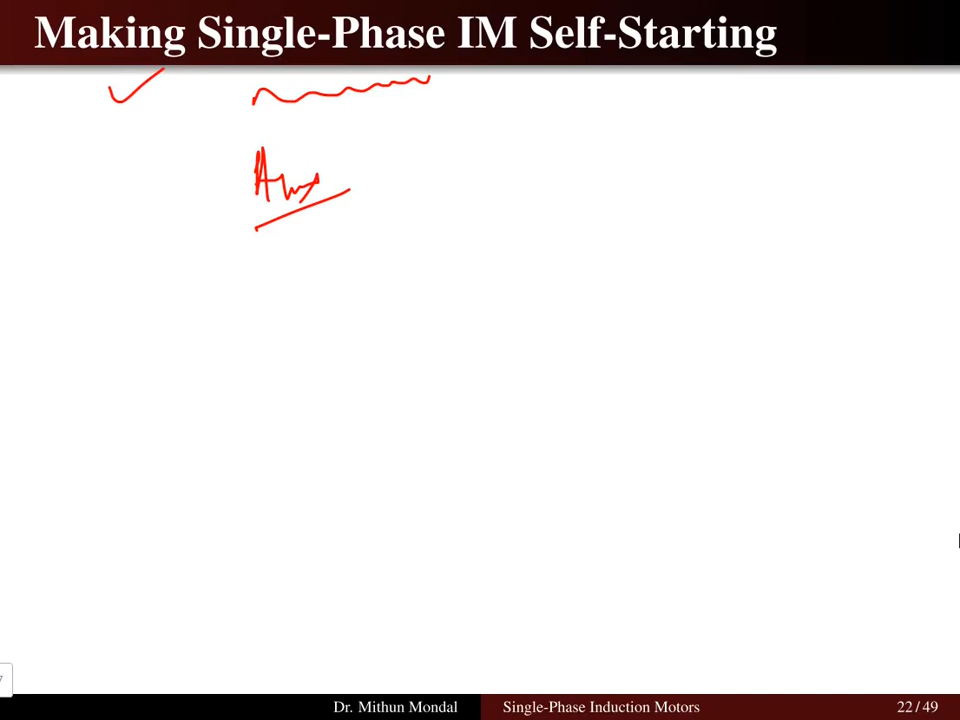 Making Single-Phase IM Self-Starting
Dr. Mithun Mondal Single-Phase Induction Motors 22 / 49